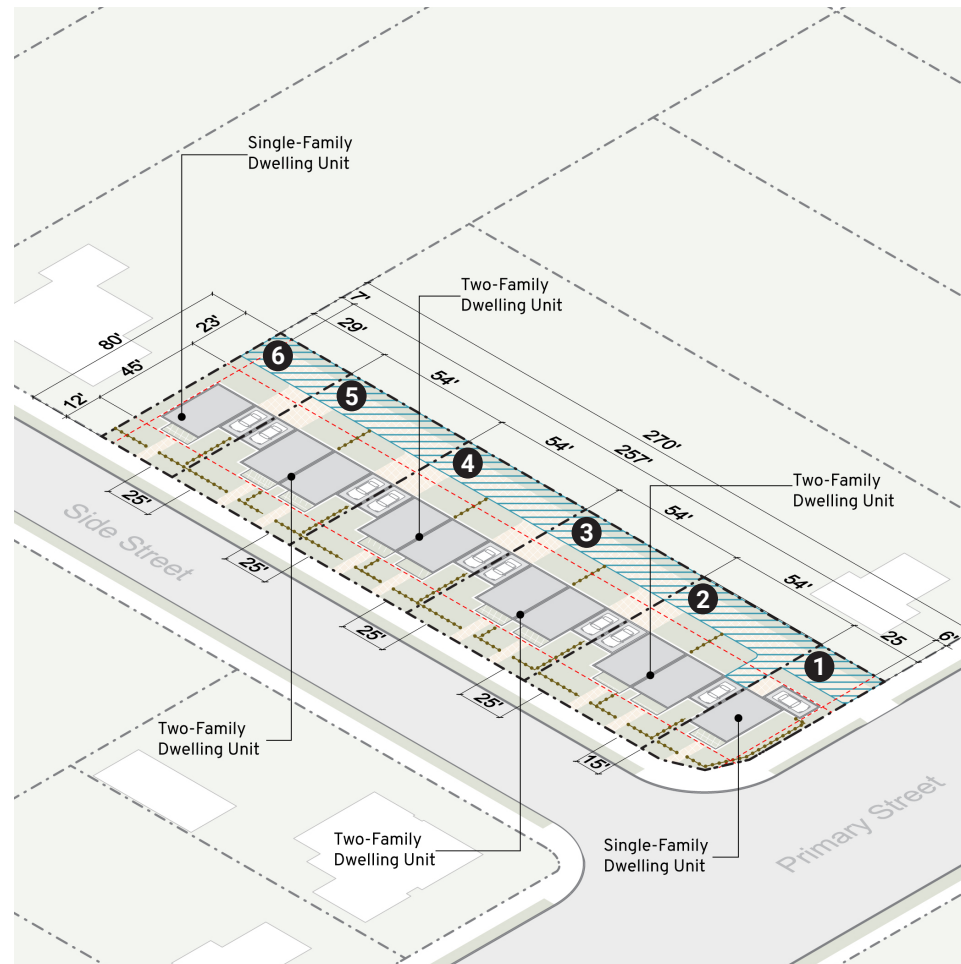 Single-Family
Dwelling Unit
Two-Family
Dwelling Unit
7'
80'
23'
29'
45'
12'
6
5
54'
4
54'
270'
257'
Two-Family
Dwelling Unit
3
54'
25'
2
54'
Side Street
25'
25
6'
1
25'
25'
15'
Two-Family
Dwelling Unit
Two-Family
Dwelling Unit
Single-Family
Dwelling Unit
Primary Street